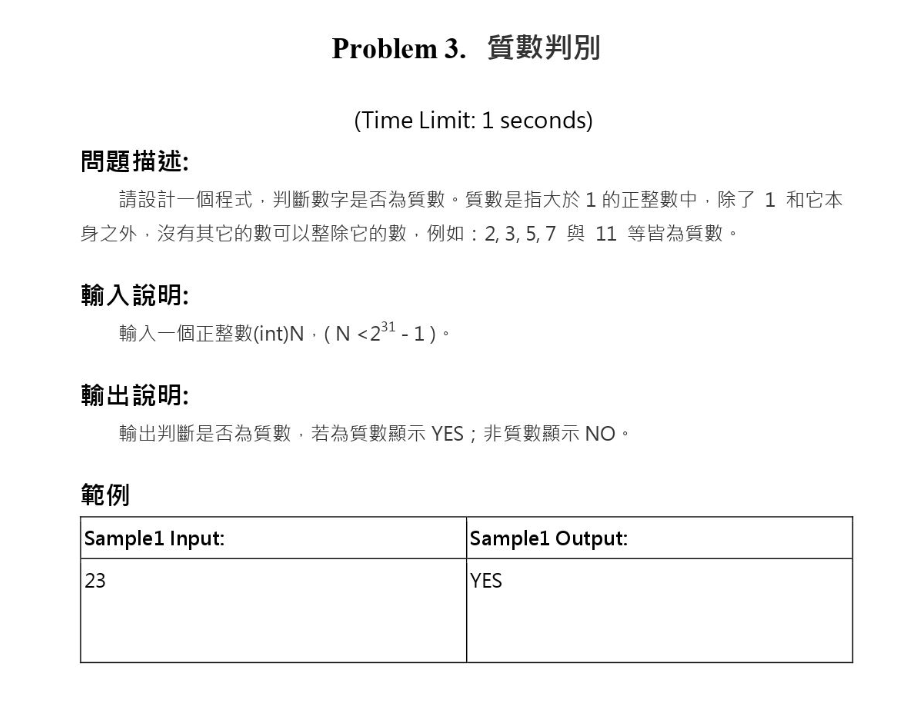 Problem 3. 質數判別
(Time Limit: 1 seconds)
問題描述:
請設計一個程式，判斷數字是否為質數。質數是指大於 1 的正整數中，除了 1 和它本
身之外，沒有其它的數可以整除它的數，例如：2, 3, 5, 7 與 11 等皆為質數。
輸入說明:
輸入一個正整數(int)N，( N <2^31 - 1 )。
輸出說明:
輸出判斷是否為質數，若為質數顯示 YES；非質數顯示 NO。
範例
Sample1 Input: Sample1 Output:
23 YES